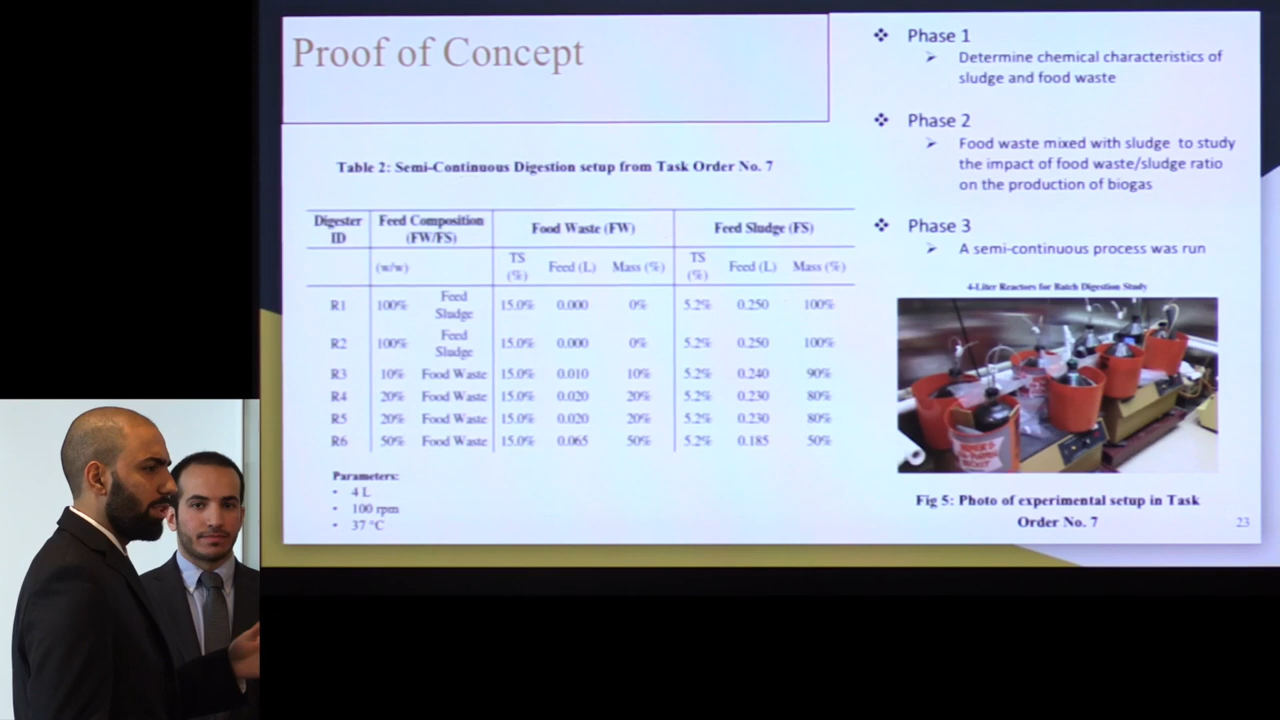 Proof of Concept
Table 2: Semi-Continuous Digestion setup from Task Order No. 7
Digester ID | Feed Composition (FW/FS) | Food Waste (FW) | Feed Sludge (FS)
(w/w) | TS (%) | Feed (L) | Mass (%) | TS (%) | Feed (L) | Mass (%)
R1 | 100% | Feed Sludge | 15.0% | 0.000 | 0% | 5.2% | 0.250 | 100%
R2 | 100% | Feed Sludge | 15.0% | 0.000 | 0% | 5.2% | 0.250 | 100%
R3 | 10% | Food Waste | 15.0% | 0.010 | 10% | 5.2% | 0.240 | 90%
R4 | 20% | Food Waste | 15.0% | 0.020 | 20% | 5.2% | 0.230 | 80%
R5 | 20% | Food Waste | 15.0% | 0.020 | 20% | 5.2% | 0.230 | 80%
R6 | 50% | Food Waste | 15.0% | 0.065 | 50% | 5.2% | 0.185 | 50%
Parameters:
• 4 L
• 100 rpm
• 37 °C
❖ Phase 1
➢ Determine chemical characteristics of
sludge and food waste
❖ Phase 2
➢ Food waste mixed with sludge to study
the impact of food waste/sludge ratio
on the production of biogas
❖ Phase 3
➢ A semi-continuous process was run
4-Liter Reactors for Batch Digestion Study
Fig 5: Photo of experimental setup in Task
Order No. 7
23